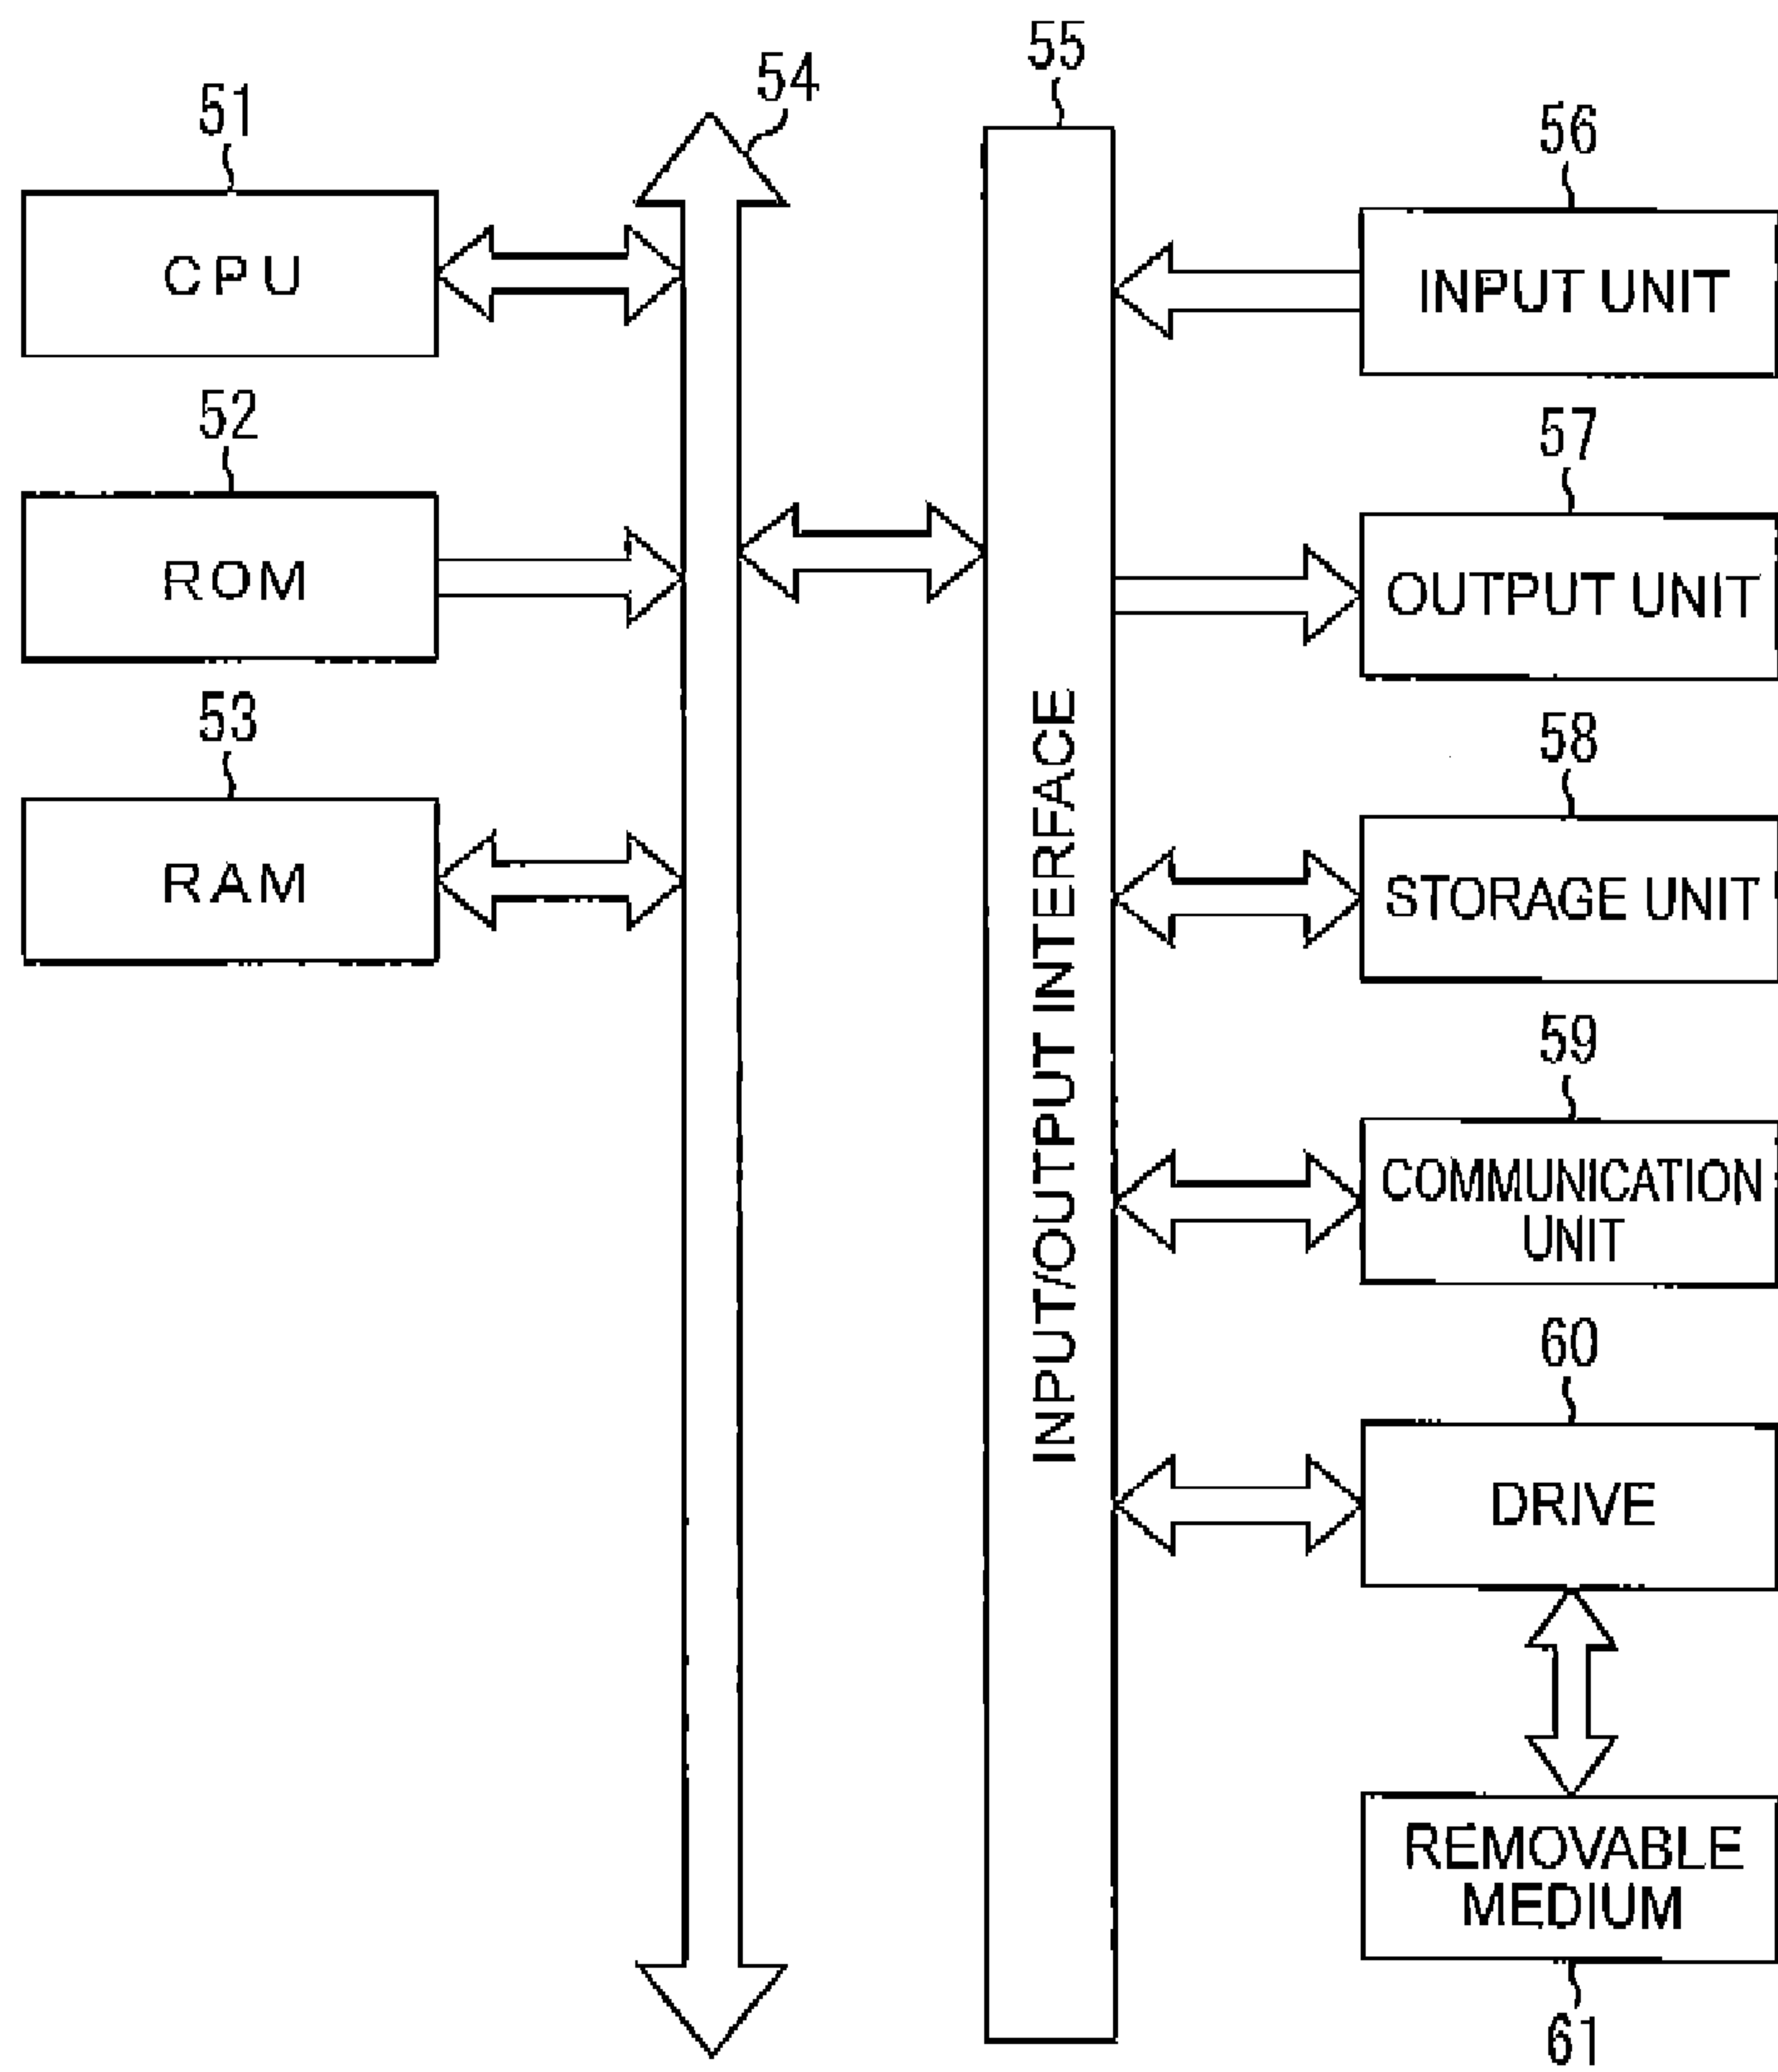 51
CPU
52
ROM
53
RAM
54
55
INPUT/OUTPUT INTERFACE
56
INPUT UNIT
57
OUTPUT UNIT
58
STORAGE UNIT
59
COMMUNICATION
UNIT
60
DRIVE
REMOVABLE
MEDIUM
61